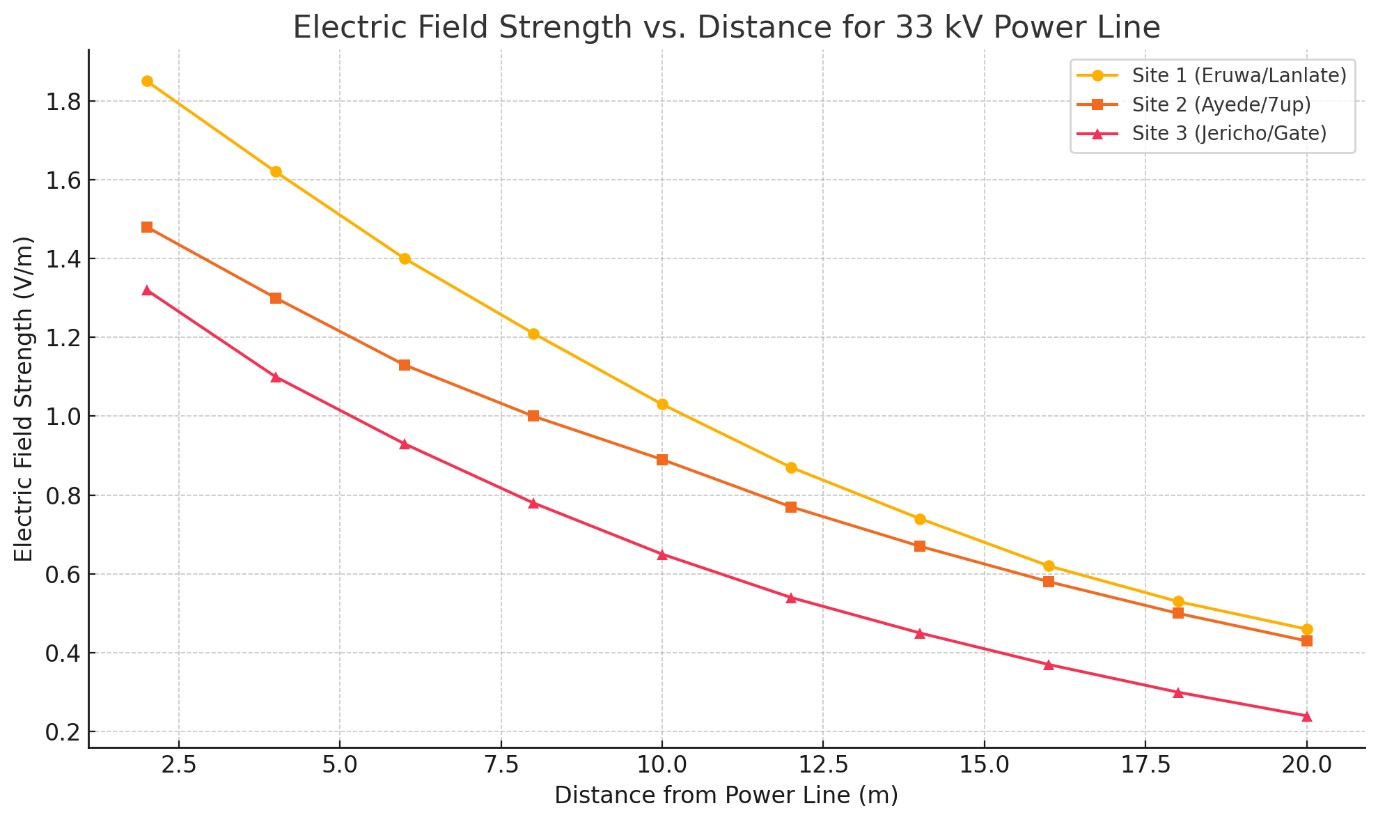 Electric Field Strength vs. Distance for 33 kV Power Line
Site 1 (Eruwa/Lanlate)
Site 2 (Ayede/7up)
Site 3 (Jericho/Gate)
Electric Field Strength (V/m)
1.8
1.6
1.4
1.2
1.0
0.8
0.6
0.4
0.2
2.5 5.0 7.5 10.0 12.5 15.0 17.5 20.0
Distance from Power Line (m)